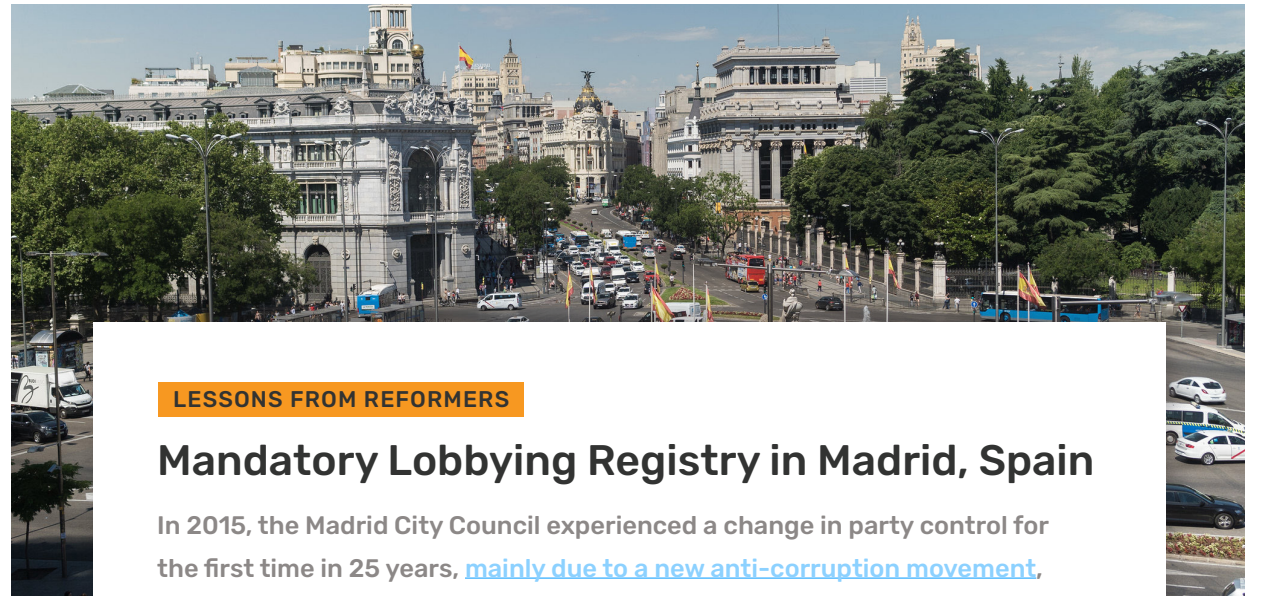 LESSONS FROM REFORMERS
Mandatory Lobbying Registry in Madrid, Spain
In 2015, the Madrid City Council experienced a change in party control for
the first time in 25 years, mainly due to a new anti-corruption movement,